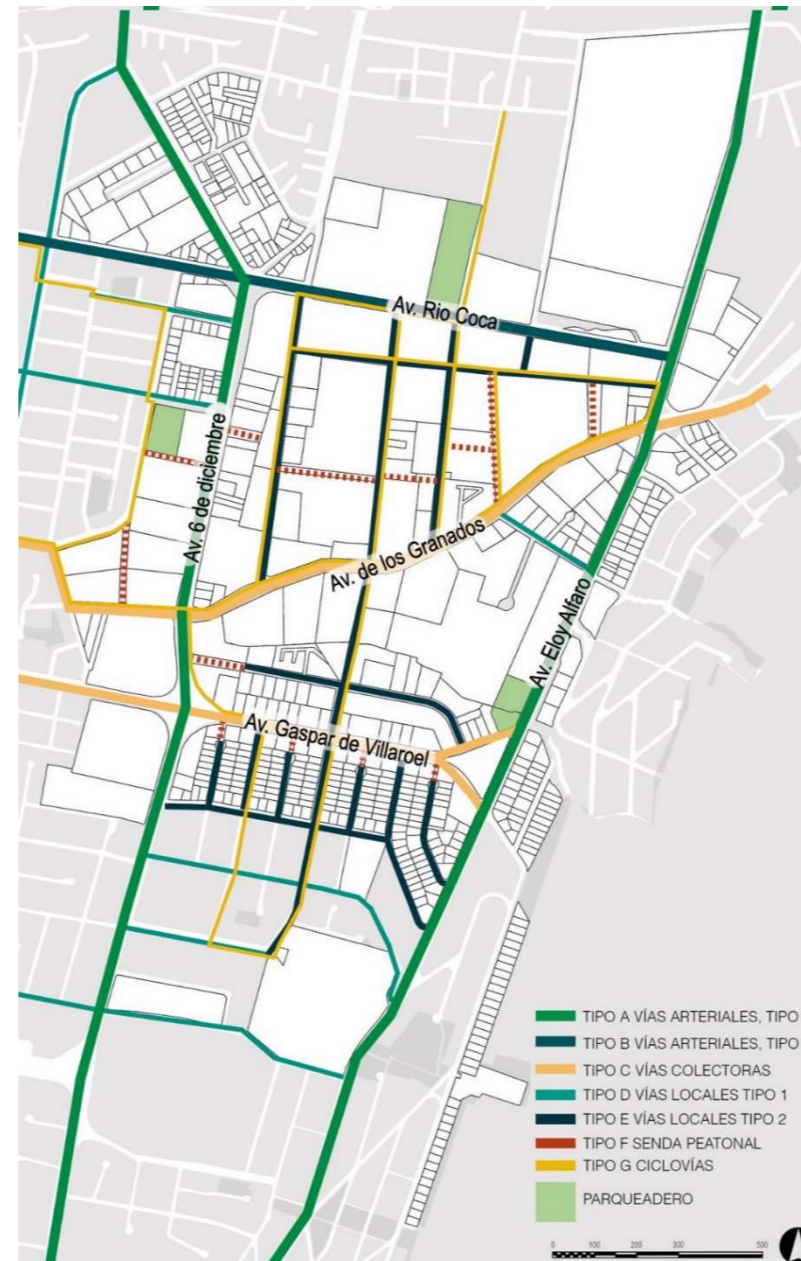 Av. Rio Coca
Av. 6 de diciembre
Av. de los Granados
Av. Eloy Alfaro
Av. Gaspar de Villaroel
TIPO A VÍAS ARTERIALES, TIPO
TIPO B VÍAS ARTERIALES, TIPO
TIPO C VÍAS COLECTORAS
TIPO D VÍAS LOCALES TIPO 1
TIPO E VÍAS LOCALES TIPO 2
TIPO F SENDA PEATONAL
TIPO G CICLOVÍAS
PARQUEADERO
0 100 200 300 500